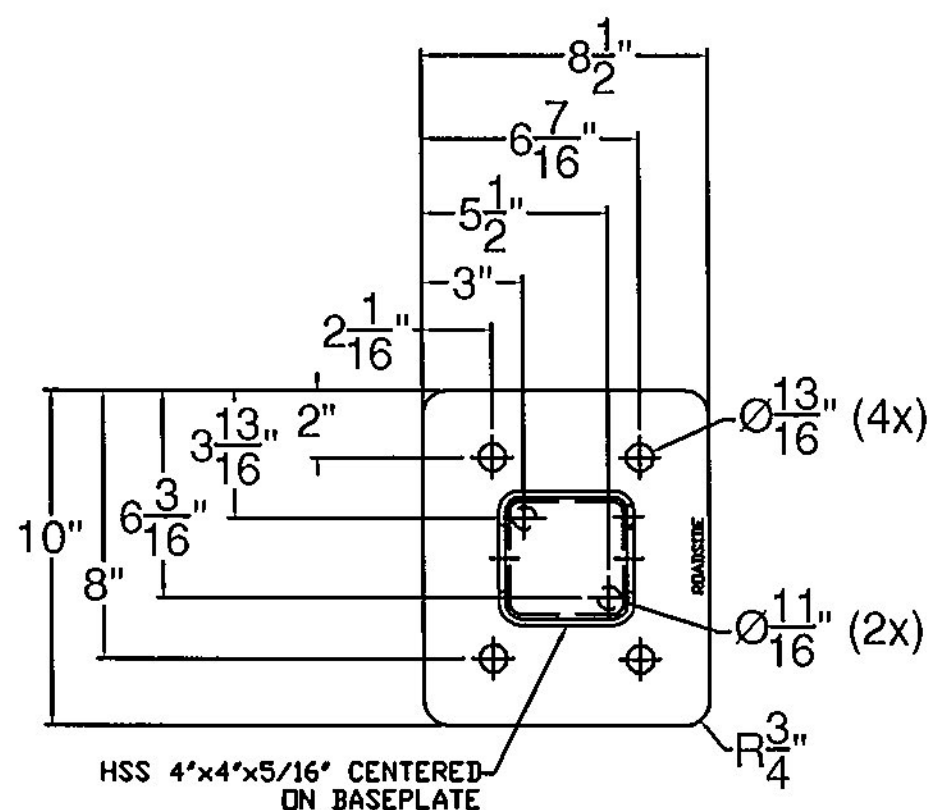 8 1/2"
6 7/16"
5 1/2"
3"
2 1/16"
2"
3 13/16"
6 3/16"
8"
10"
Ø13/16" (4x)
ROADSIDE
Ø11/16" (2x)
R3/4"
HSS 4"x4"x5/16" CENTERED
ON BASEPLATE